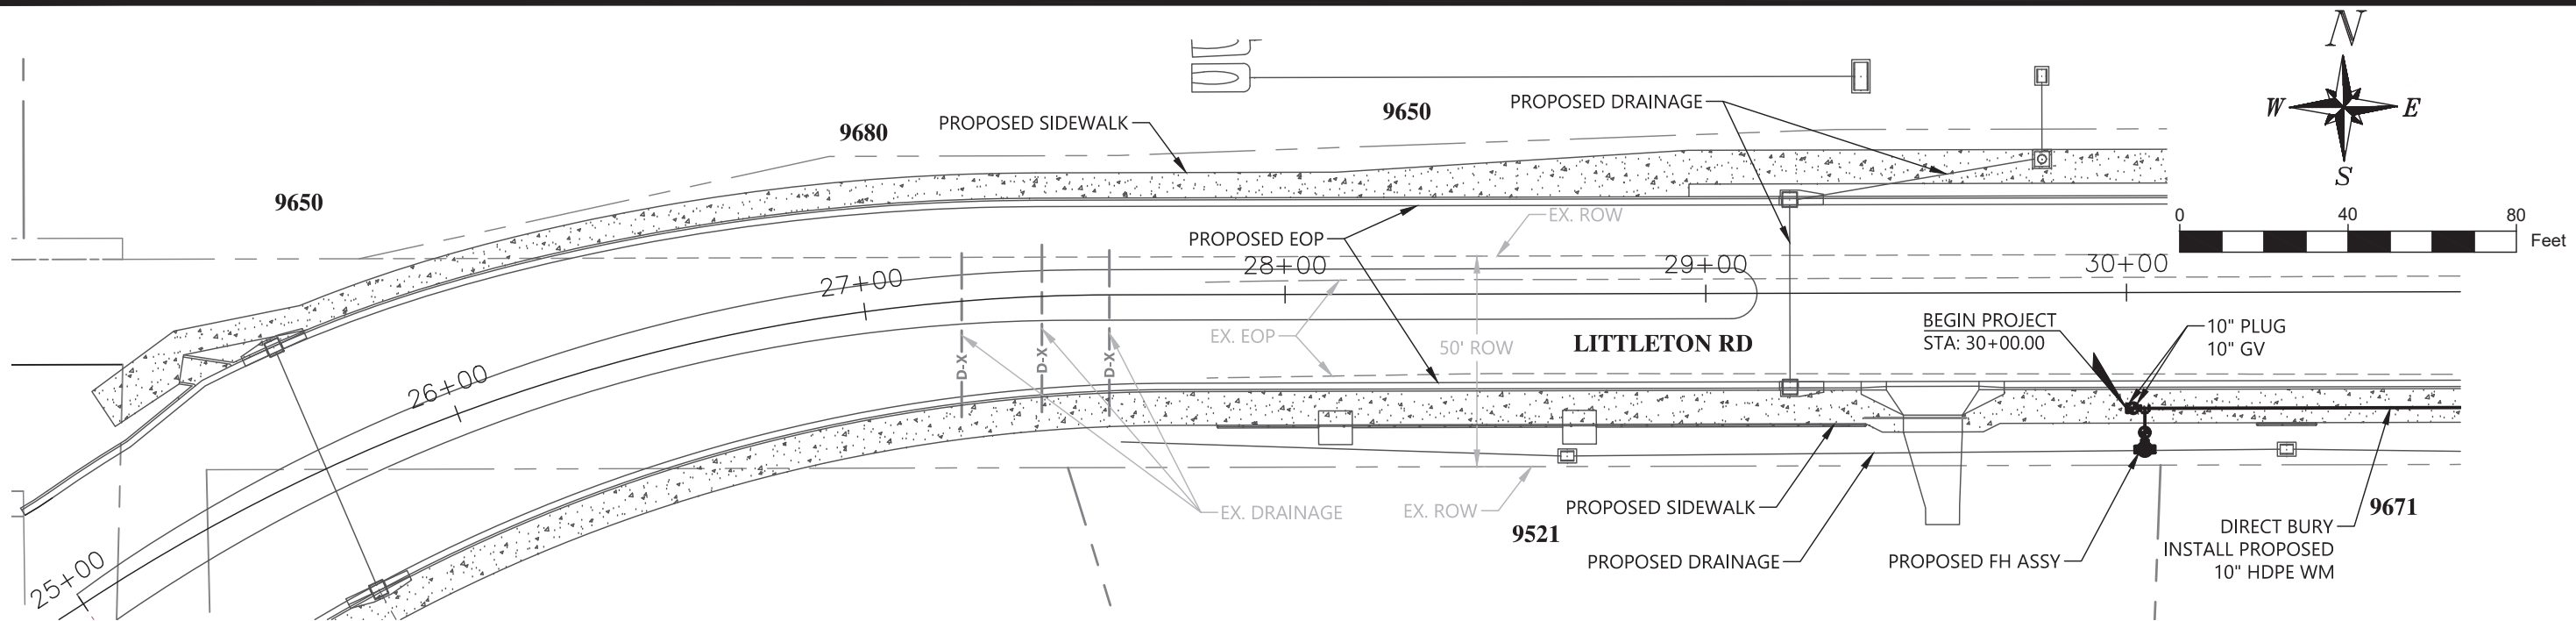 N
W
E
S
0 40 80
Feet
9650
PROPOSED DRAINAGE
9680
PROPOSED SIDEWALK
9650
EX. ROW
PROPOSED EOP
28+00
29+00
30+00
27+00
EX. EOP
50' ROW
LITTLETON RD
BEGIN PROJECT
STA: 30+00.00
10" PLUG
10" GV
D-X
D-X
D-X
26+00
EX. DRAINAGE
EX. ROW
PROPOSED SIDEWALK
9521
PROPOSED DRAINAGE
PROPOSED FH ASSY
9671
DIRECT BURY
INSTALL PROPOSED
10" HDPE WM
25+00